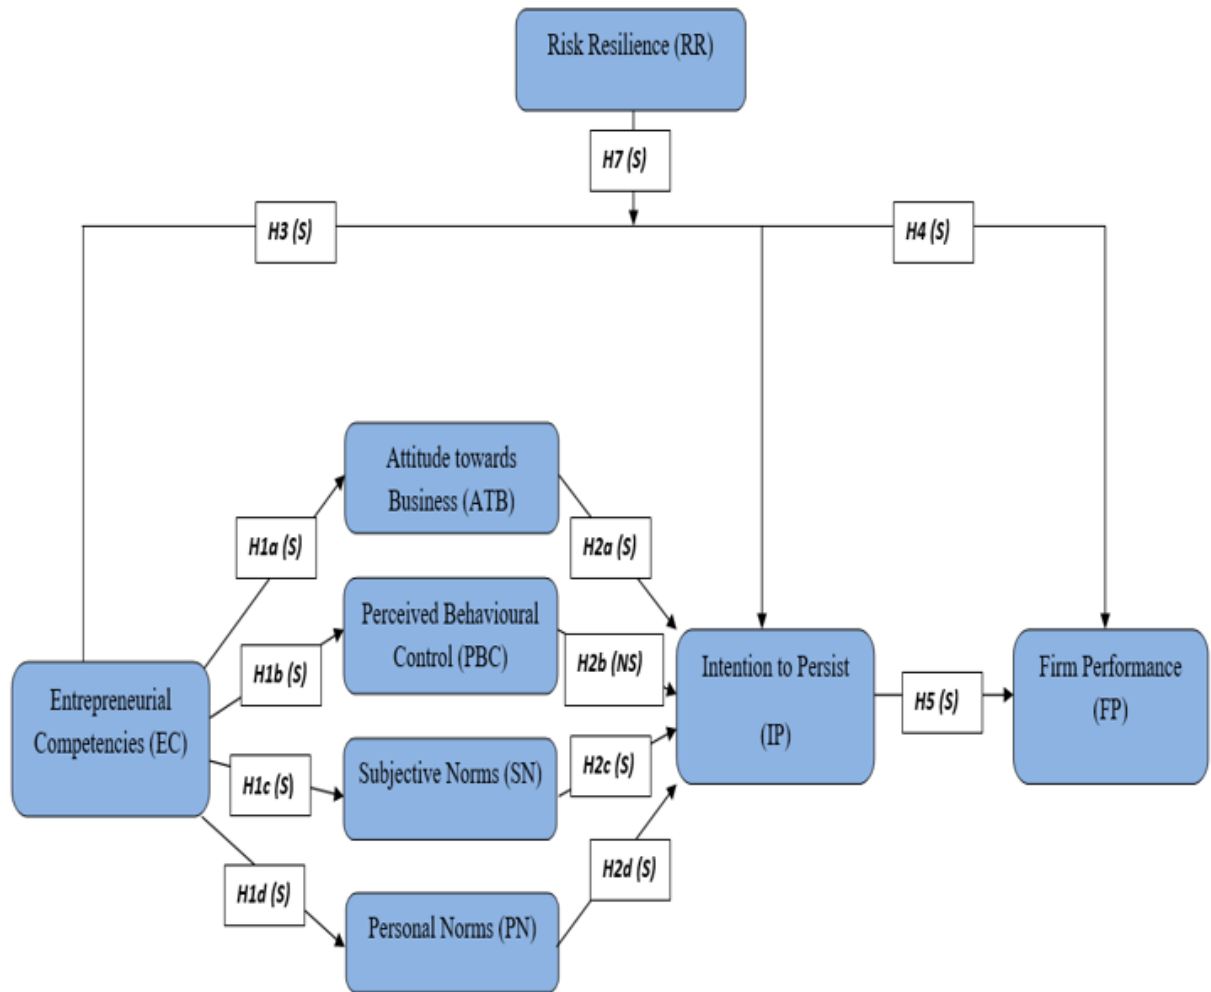 Risk Resilience (RR)
H7 (S)
H3 (S)
H4 (S)
Attitude towards
Business (ATB)
H1a (S)
H2a (S)
Perceived Behavioural
Control (PBC)
H1b (S)
H2b (NS)
Entrepreneurial
Competencies (EC)
Intention to Persist
(IP)
H5 (S)
Firm Performance
(FP)
H1c (S)
Subjective Norms (SN)
H2c (S)
H1d (S)
H2d (S)
Personal Norms (PN)